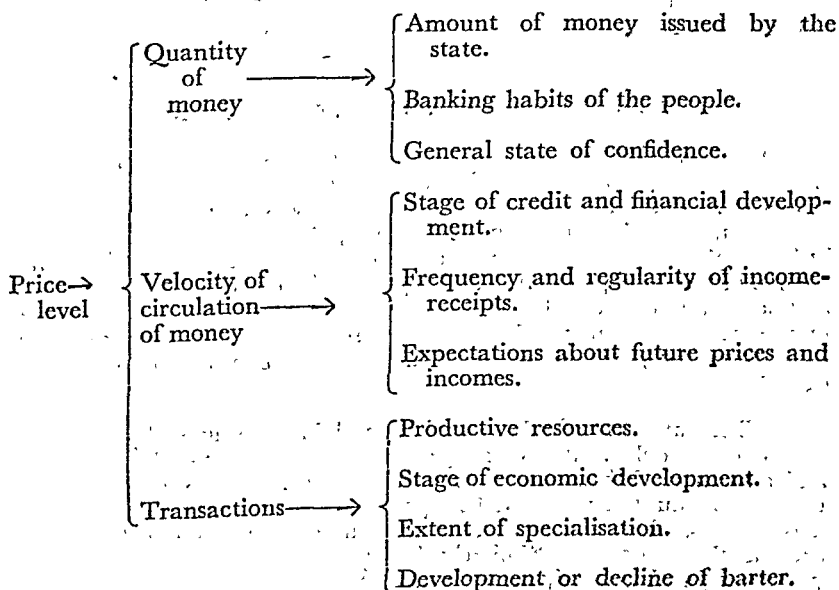 Price→
level
Quantity
of
money
Amount of money issued by the
state.
Banking habits of the people.
General state of confidence.
Velocity of
circulation
of money
Stage of credit and financial develop-
ment.
Frequency and regularity of income-
receipts.
Expectations about future prices and
incomes.
Transactions
Productive resources.
Stage of economic development.
Extent of specialisation.
Development or decline of barter.